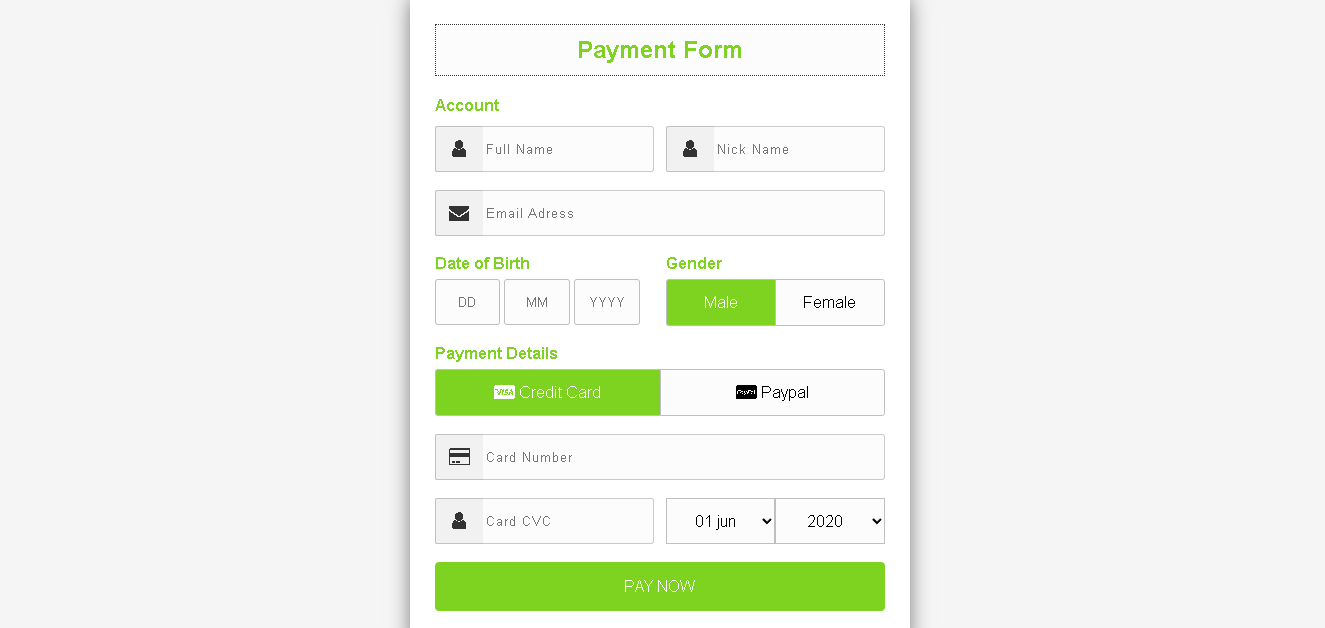 Payment Form
Account
Full Name Nick Name
Email Adress
Date of Birth Gender
DD MM YYYY Male Female
Payment Details
VISA Credit Card PayPal Paypal
Card Number
Card CVC 01 jun 2020
PAY NOW